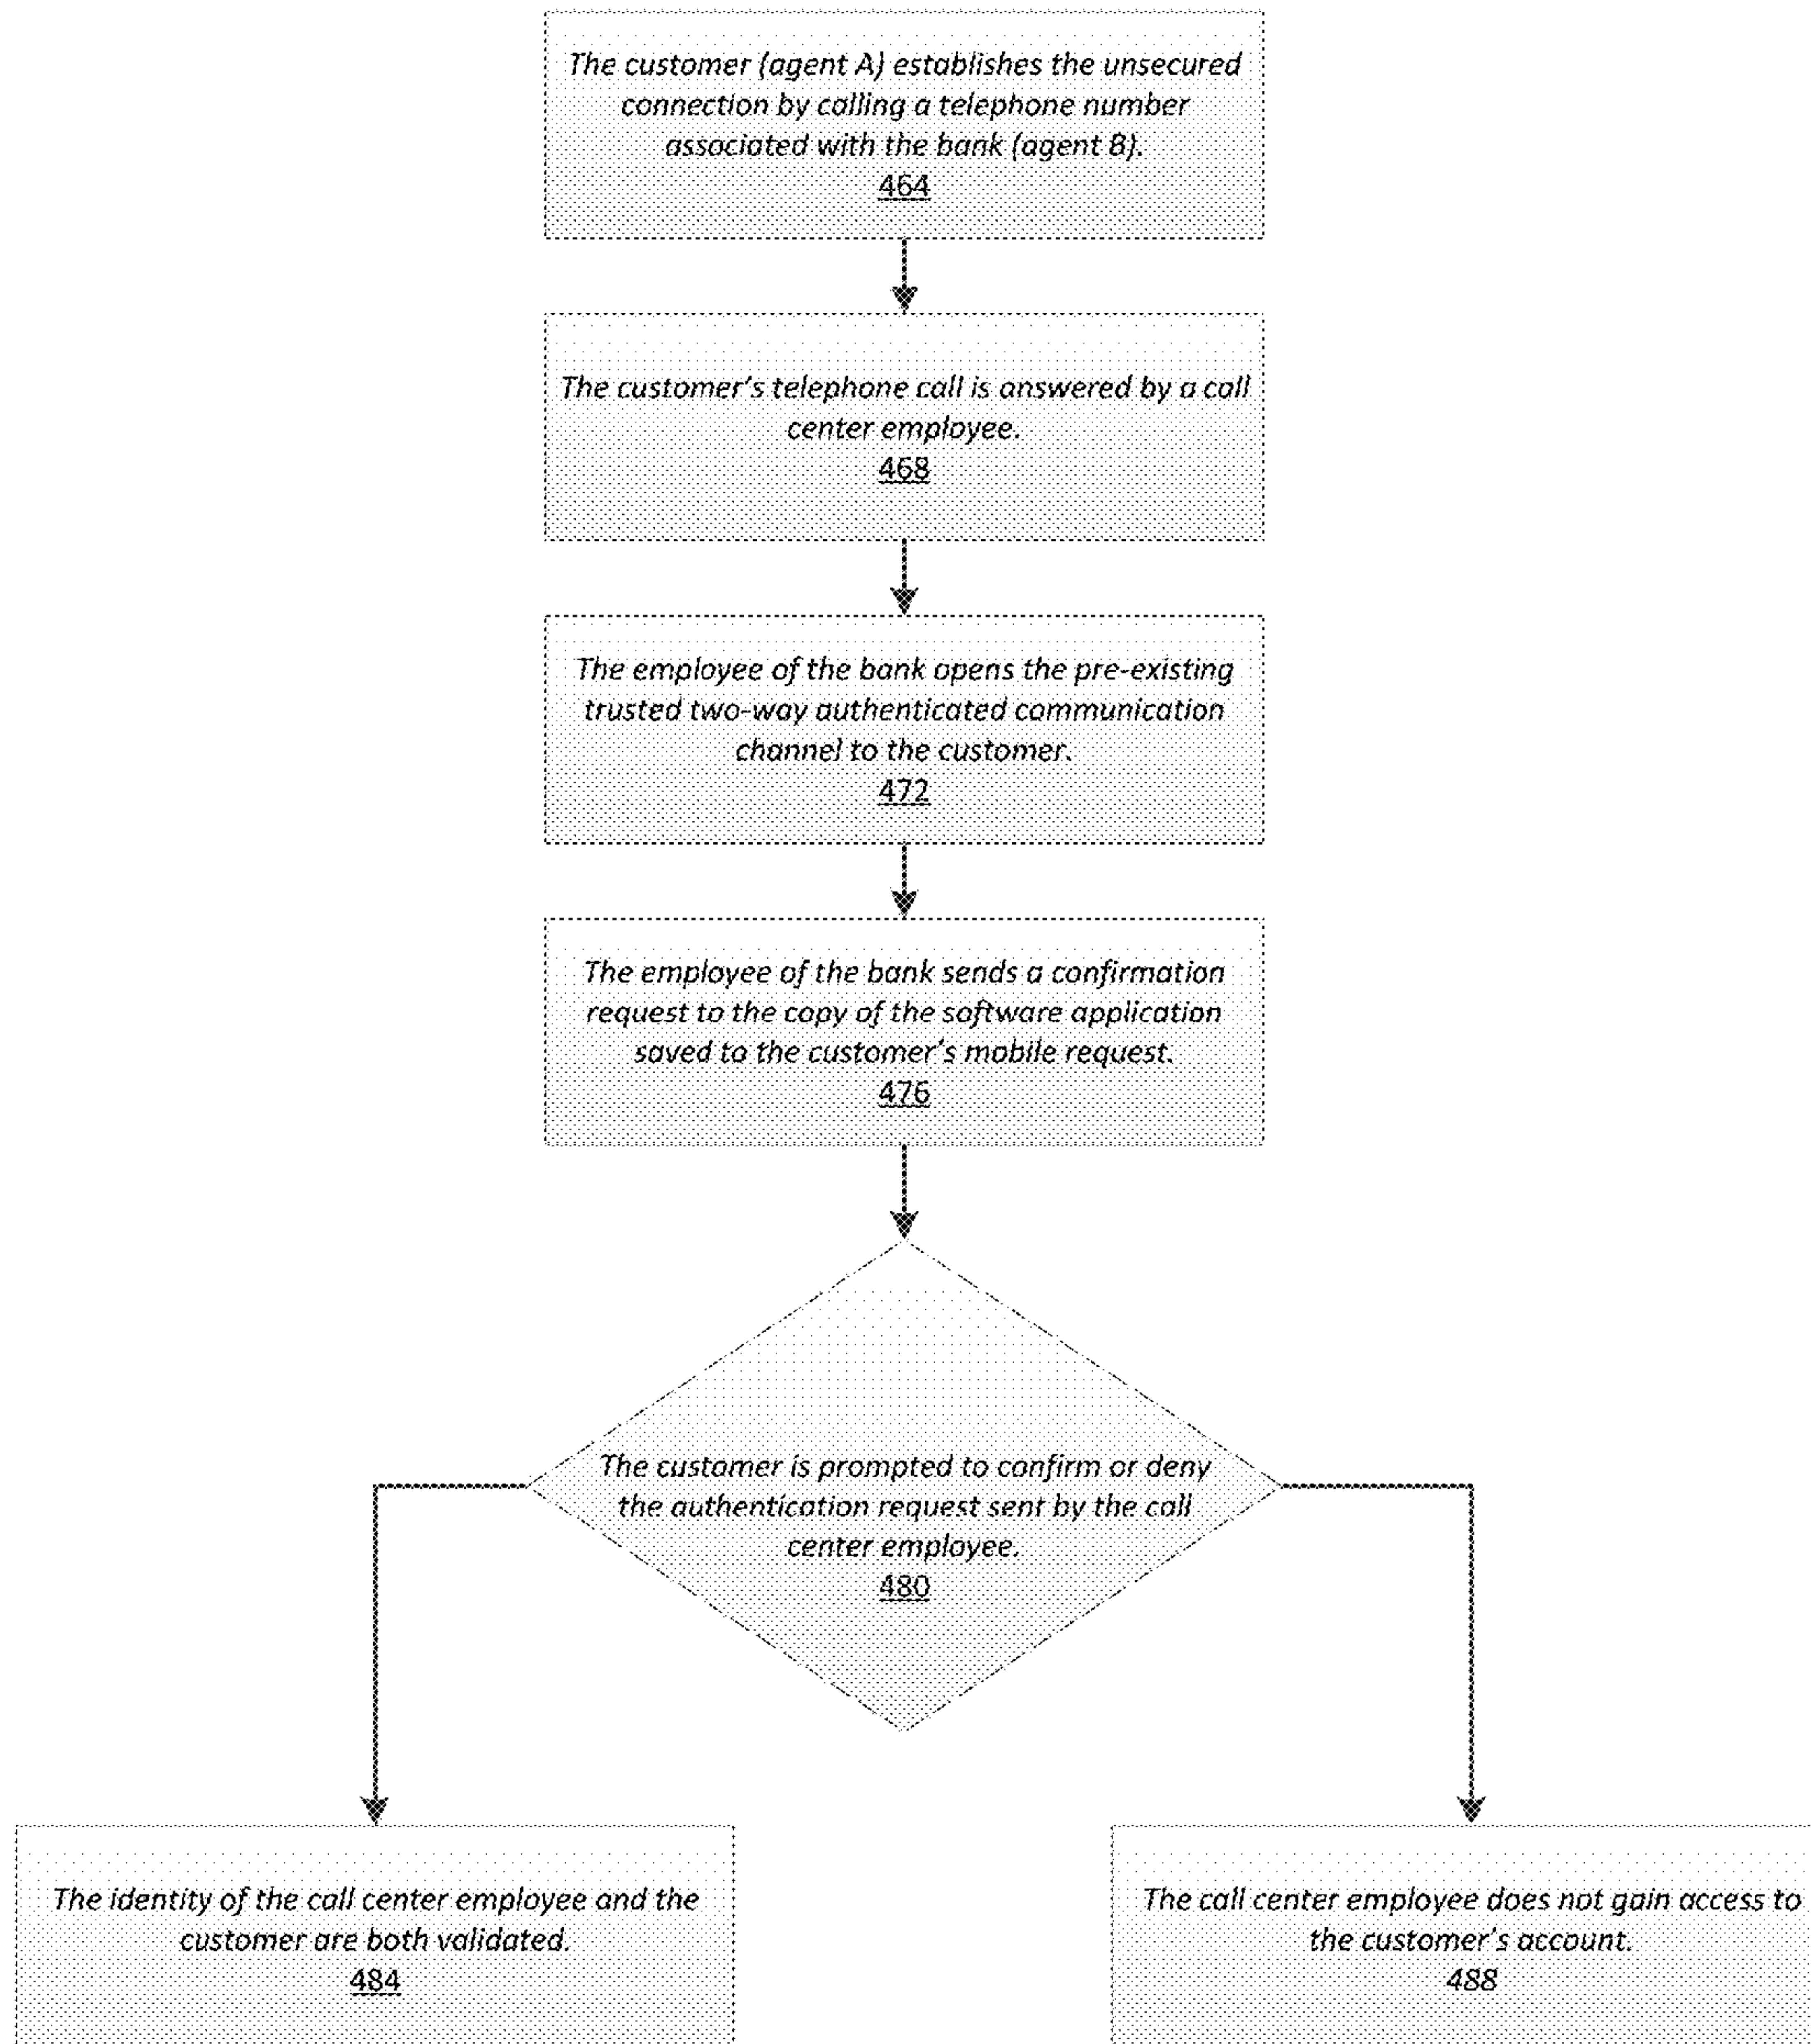 The customer (agent A) establishes the unsecured
connection by calling a telephone number
associated with the bank (agent B).
464
The customer's telephone call is answered by a call
center employee.
468
The employee of the bank opens the pre-existing
trusted two-way authenticated communication
channel to the customer.
472
The employee of the bank sends a confirmation
request to the copy of the software application
saved to the customer's mobile request.
476
The customer is prompted to confirm or deny
the authentication request sent by the call
center employee.
480
The identity of the call center employee and the
customer are both validated.
484
The call center employee does not gain access to
the customer's account.
488